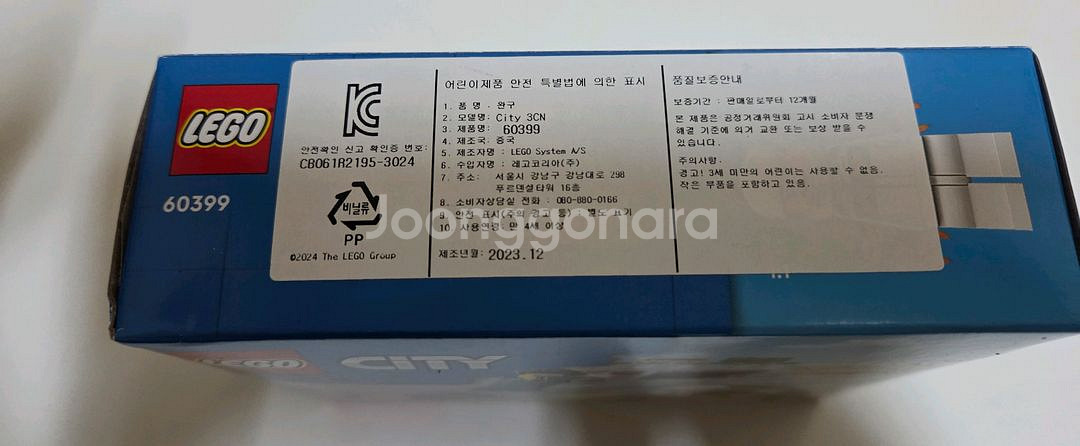 LEGO
60399
안전확인 신고 확인증 번호:
CB061R2195-3024
비닐류
PP
©2024 The LEGO Group
어린이제품 안전 특별법에 의한 표시
1. 품 명 : 완구
2. 모델명: City 3CN
3. 제품명: 60399
4. 제조국: 중국
5. 제조자명 : LEGO System A/S
6. 수입자명 : 레고코리아(주)
7. 주소: 서울시 강남구 강남대로 298
푸르덴셜타워 16층
8. 소비자상담실 전화 : 080-880-0166
9. 안전 표시(주의 경고 등) : 별도 표기
10. 사용연령: 만 4세 이상
제조년월: 2023.12
품질보증안내
보증기간 : 판매일로부터 12개월
본 제품은 공정거래위원회 고시 소비자 분쟁
해결 기준에 의거 교환 또는 보상 받을 수
있습니다.
주의사항.
경고! 3세 미만의 어린이는 사용할 수 없음.
작은 부품을 포함하고 있음.
Joonggonara
LEGO
CITY